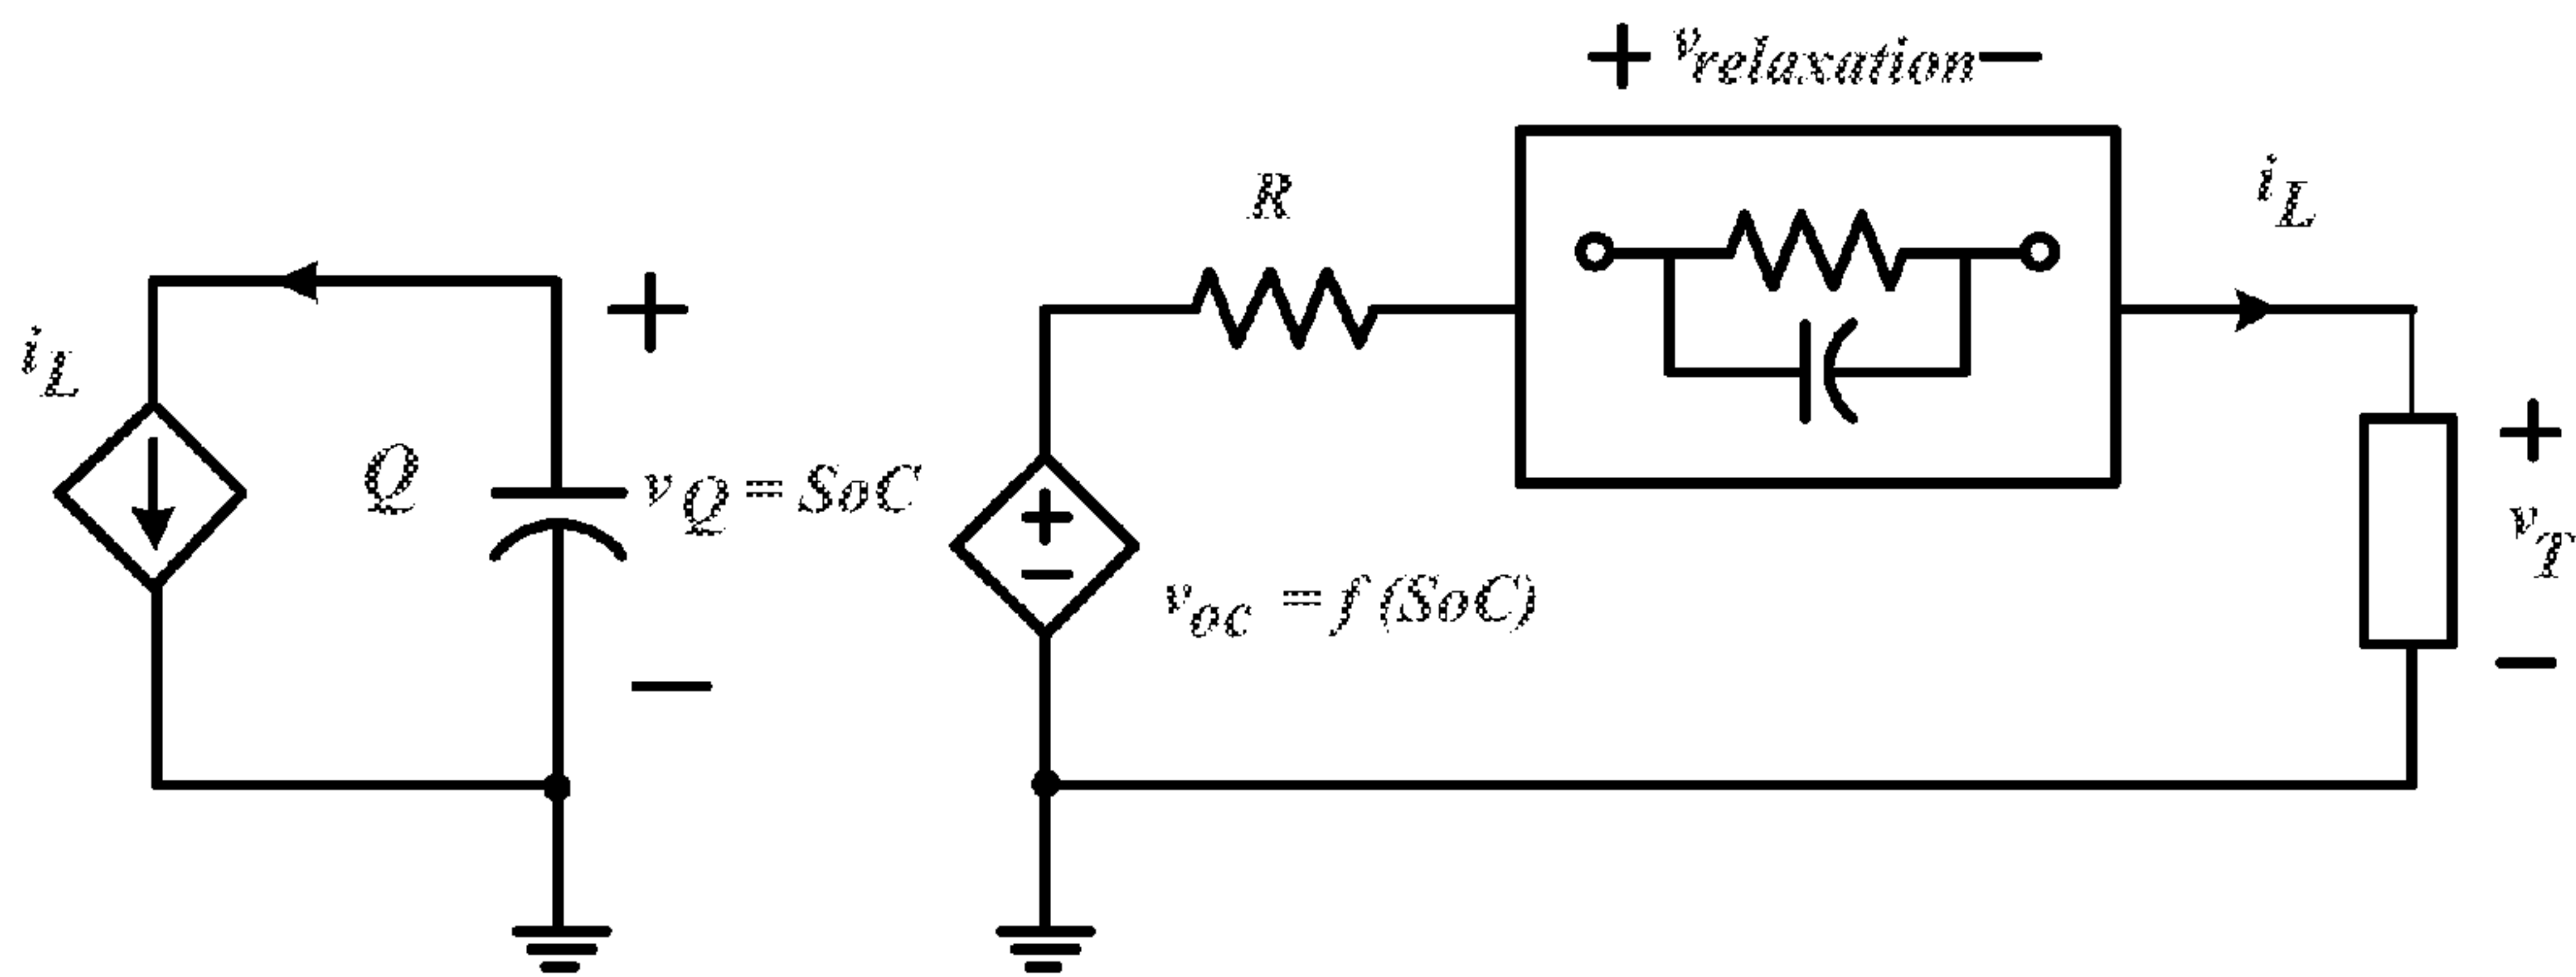 + v_relaxation −
R
i_L
i_L
+
Q
v_Q = SoC
−
+
−
v_oc = f (SoC)
+
v_T
−